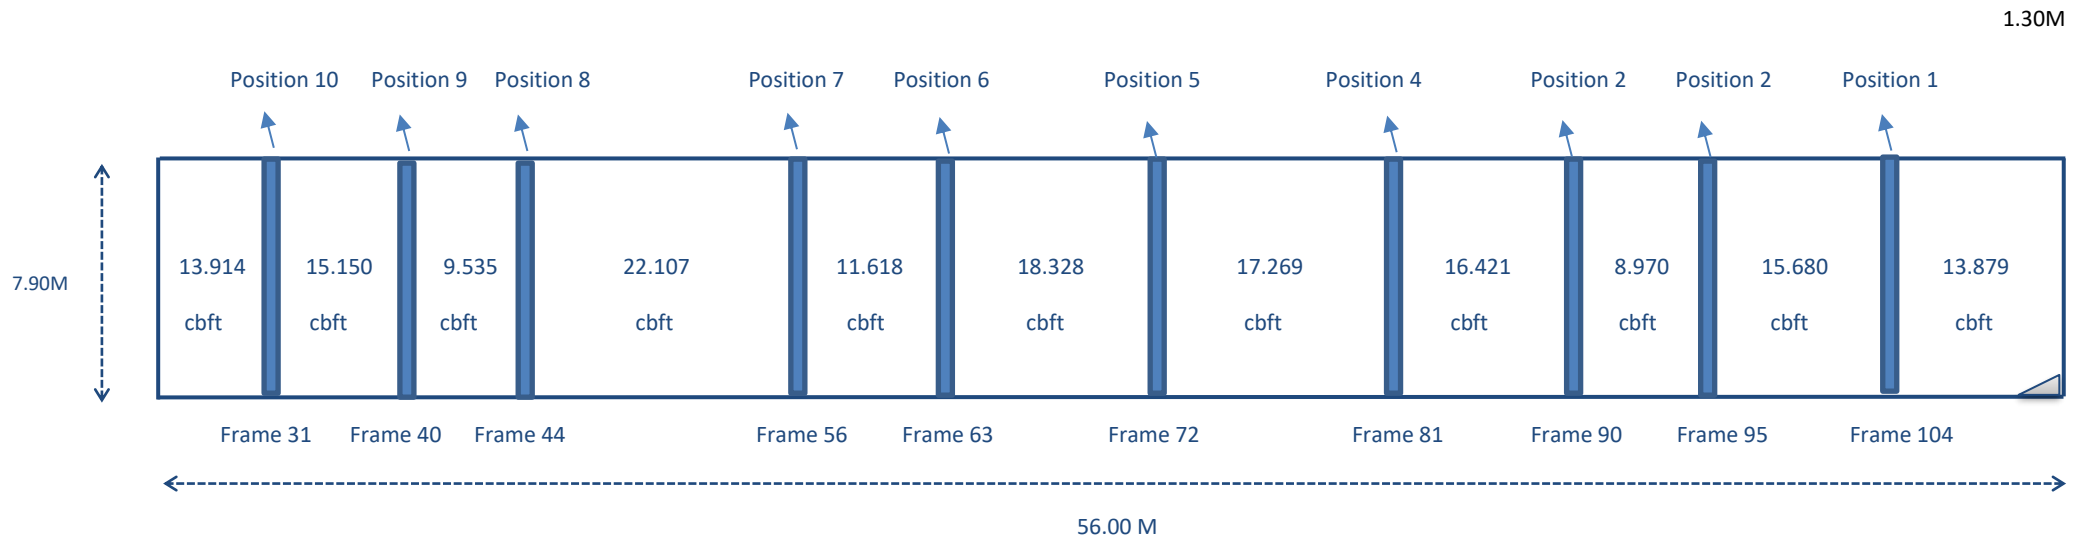 1.30M
Position 10 Position 9 Position 8 Position 7 Position 6 Position 5 Position 4 Position 2 Position 2 Position 1
13.914 15.150 9.535 22.107 11.618 18.328 17.269 16.421 8.970 15.680 13.879
7.90M
cbft cbft cbft cbft cbft cbft cbft cbft cbft cbft cbft
Frame 31 Frame 40 Frame 44 Frame 56 Frame 63 Frame 72 Frame 81 Frame 90 Frame 95 Frame 104
56.00 M